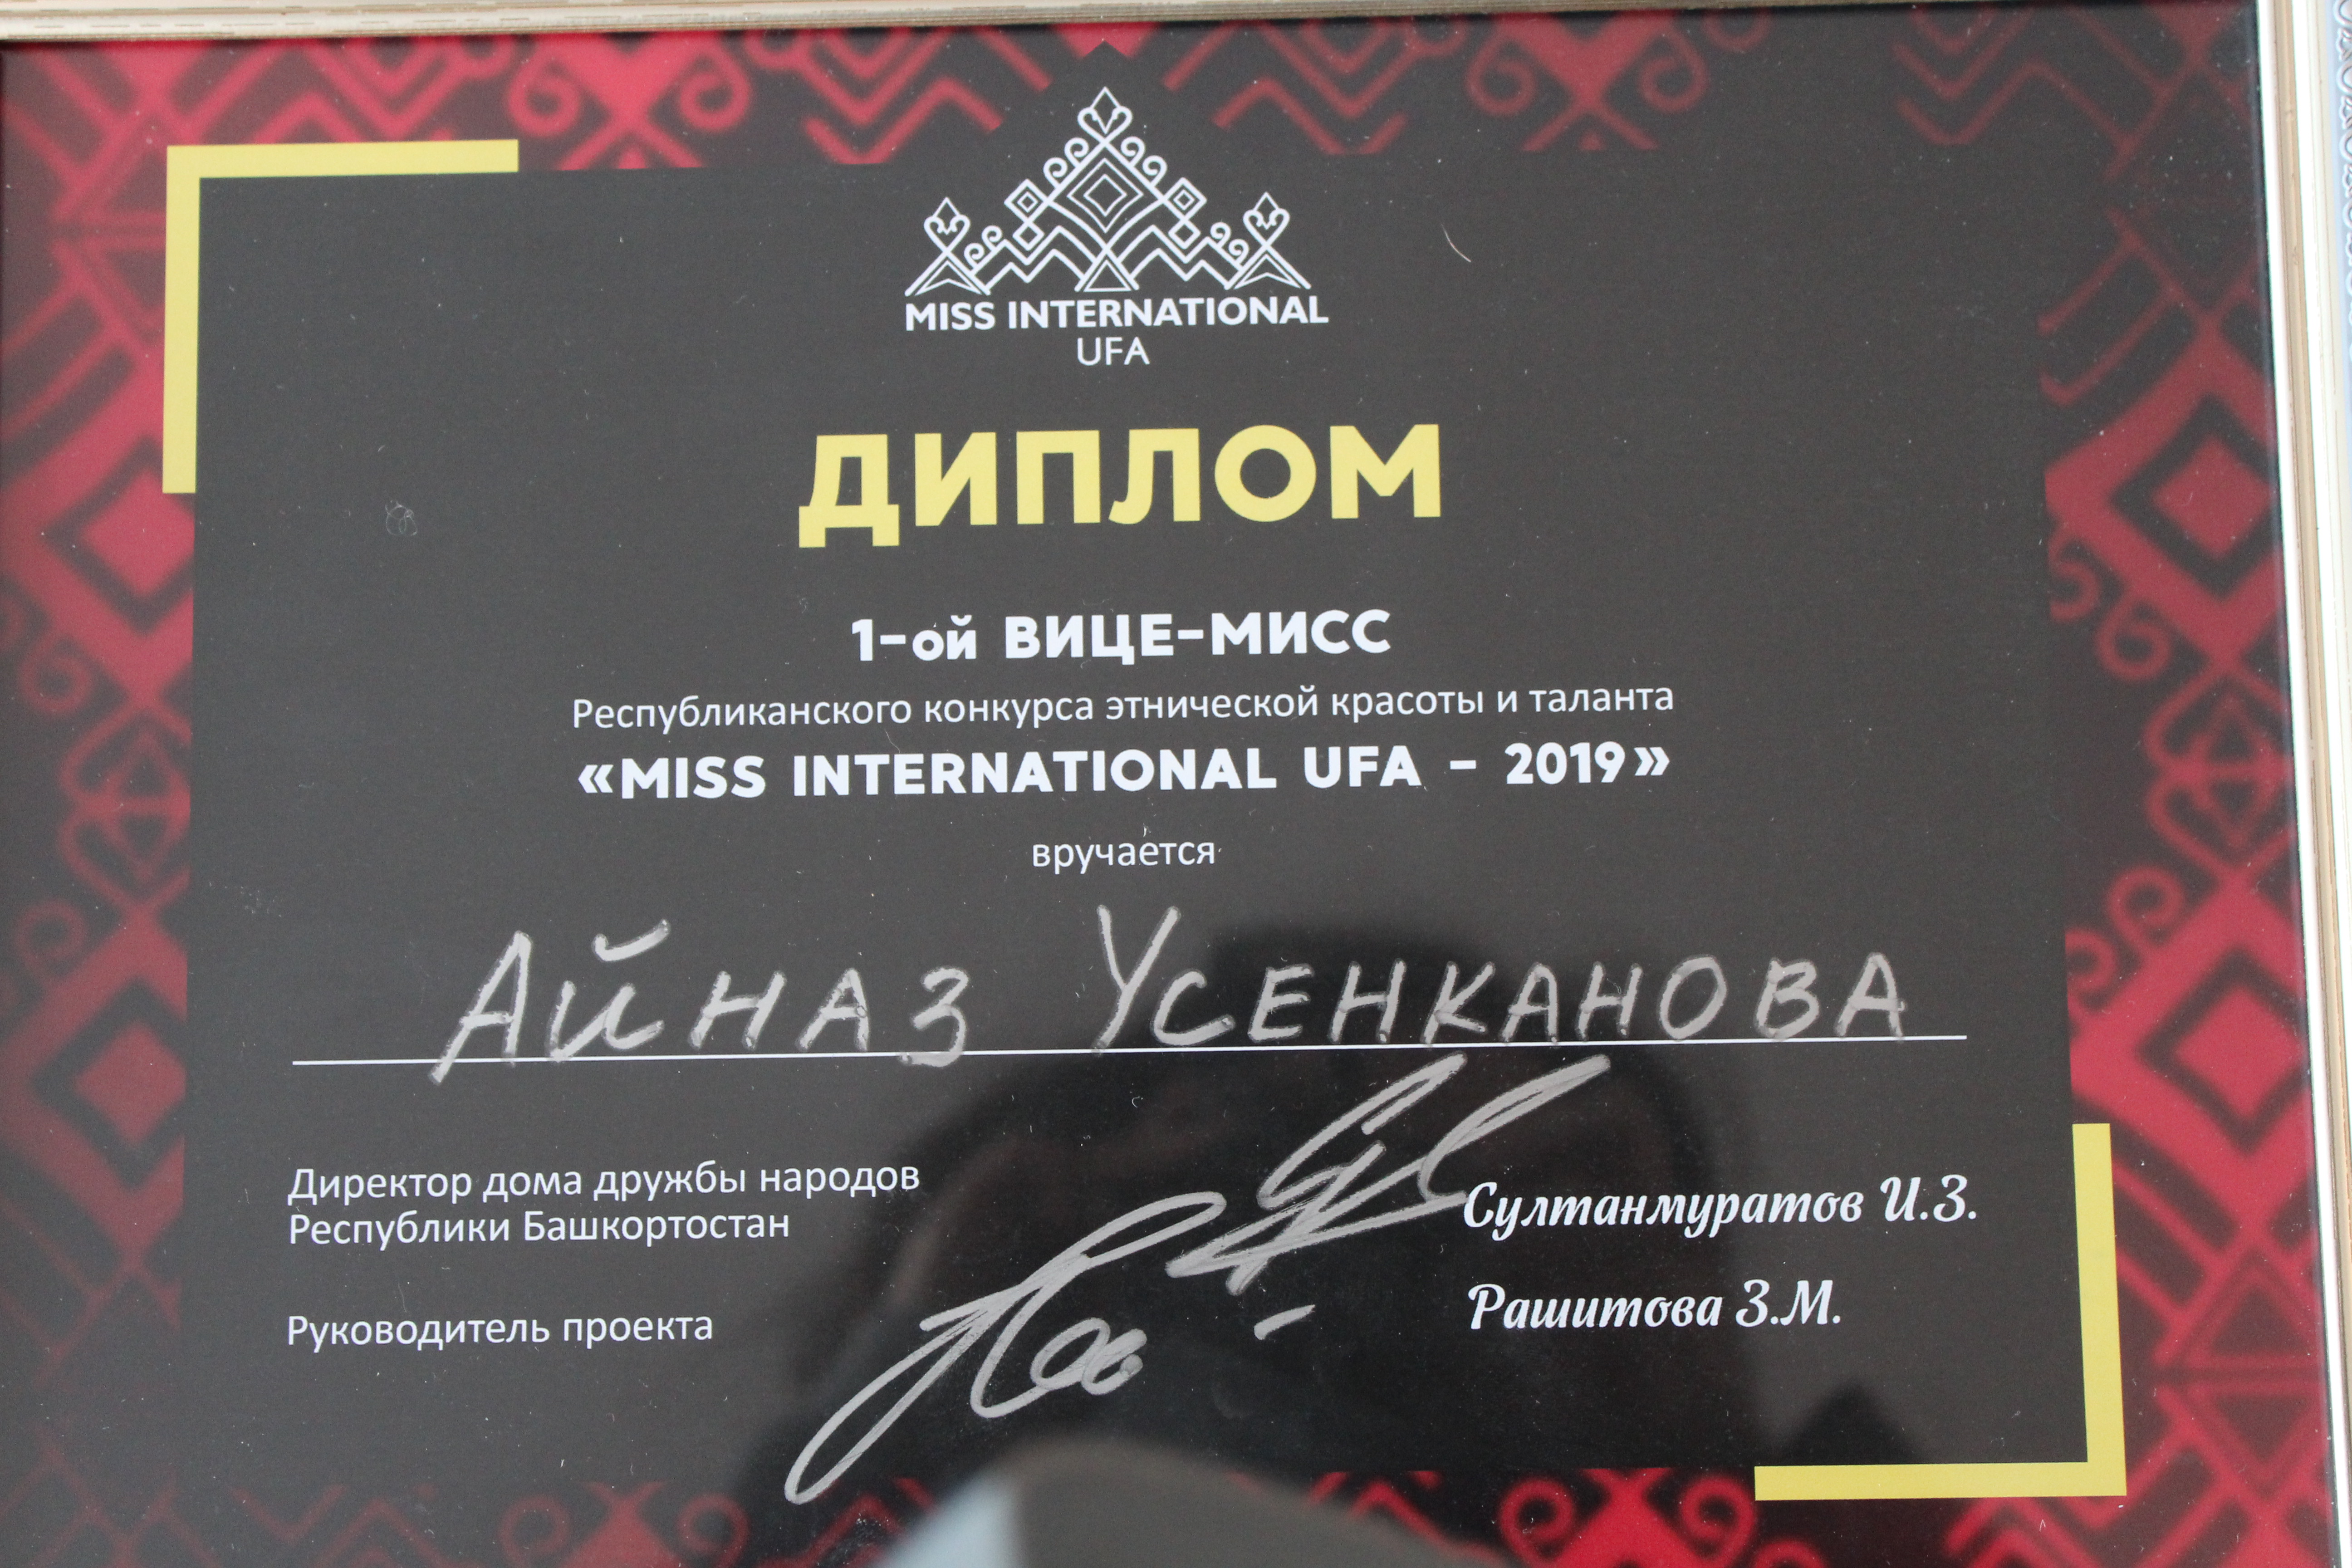 MISS INTERNATIONAL
UFA
ДИПЛОМ
1-ой ВИЦЕ-МИСС
Республиканского конкурса этнической красоты и таланта
«MISS INTERNATIONAL UFA - 2019»
вручается
АЙНАЗ УСЕНКАНОВА
Директор дома дружбы народов
Республики Башкортостан
Султанмуратов И.З.
Руководитель проекта
Рашитова З.М.